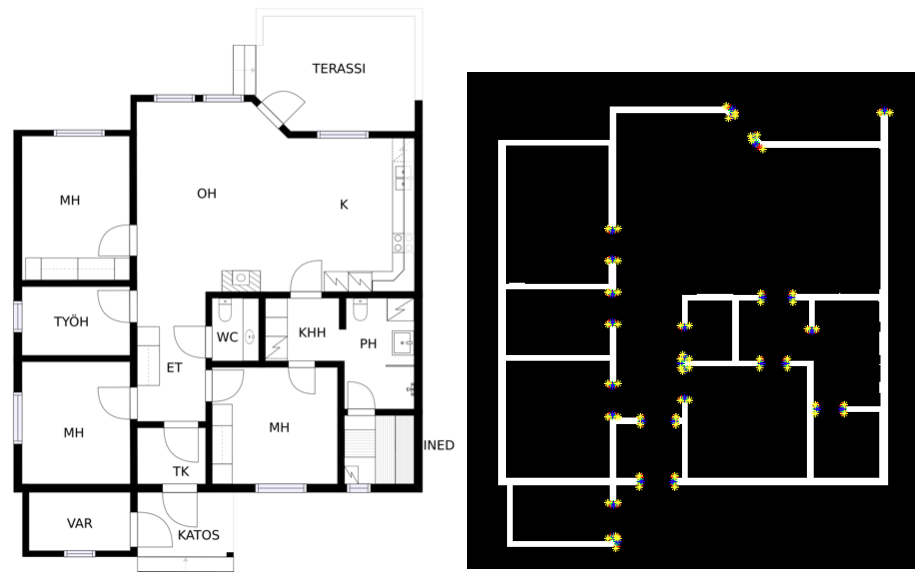 TERASSI
MH
OH
K
TYÖH
WC
KHH
PH
ET
MH
MH
INED
TK
VAR
KATOS